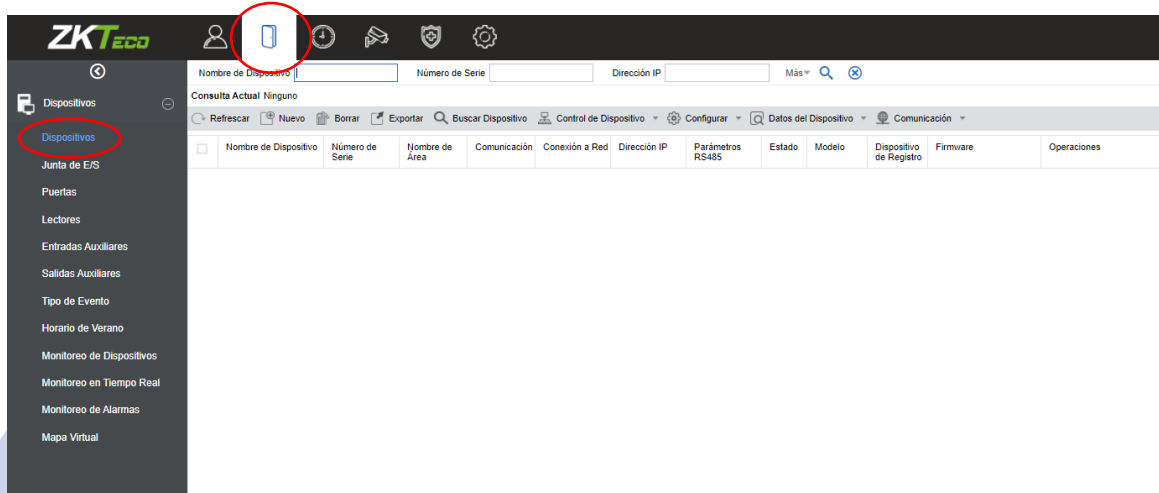 ZKTeco
Nombre de Dispositivo Número de Serie Dirección IP Más
Consulta Actual Ninguno
Refrescar Nuevo Borrar Exportar Buscar Dispositivo Control de Dispositivo Configurar Datos del Dispositivo Comunicación
Nombre de Dispositivo Número de Serie Nombre de Área Comunicación Conexión a Red Dirección IP Parámetros RS485 Estado Modelo Dispositivo de Registro Firmware Operaciones
Dispositivos
Dispositivos
Junta de E/S
Puertas
Lectores
Entradas Auxiliares
Salidas Auxiliares
Tipo de Evento
Horario de Verano
Monitoreo de Dispositivos
Monitoreo en Tiempo Real
Monitoreo de Alarmas
Mapa Virtual